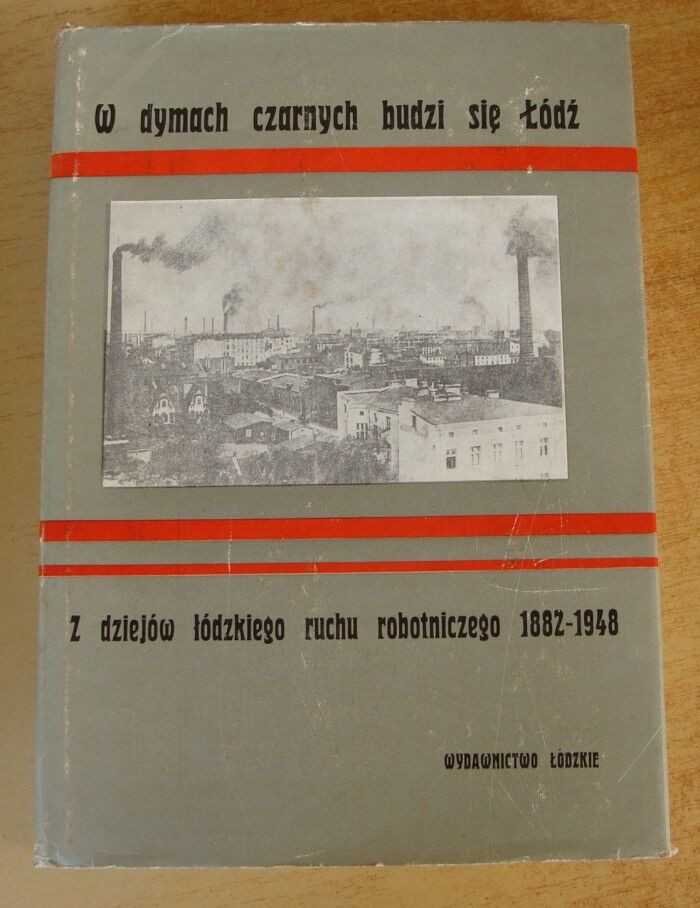 W dymach czarnych budzi się Łódź
Z dziejów łódzkiego ruchu robotniczego 1882-1948
WYDAWNICTWO ŁÓDZKIE